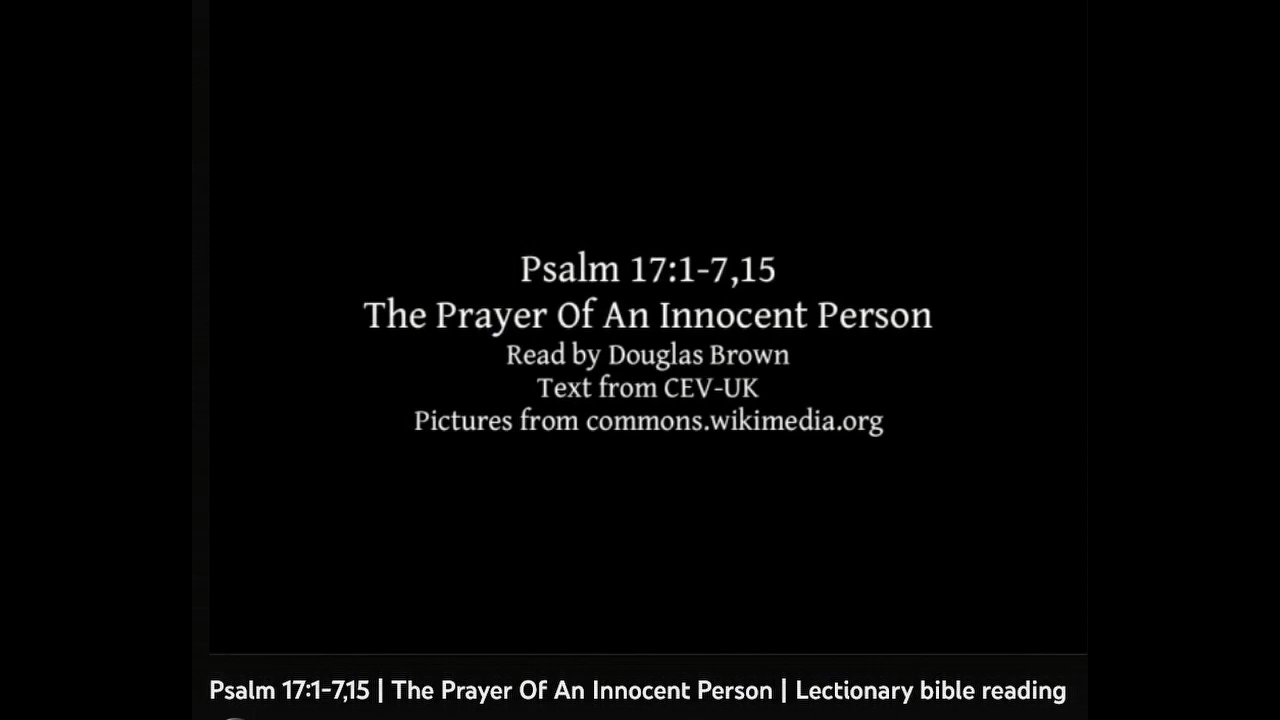 Psalm 17:1-7,15
The Prayer Of An Innocent Person
Read by Douglas Brown
Text from CEV-UK
Pictures from commons.wikimedia.org
Psalm 17:1-7,15 | The Prayer Of An Innocent Person | Lectionary bible reading